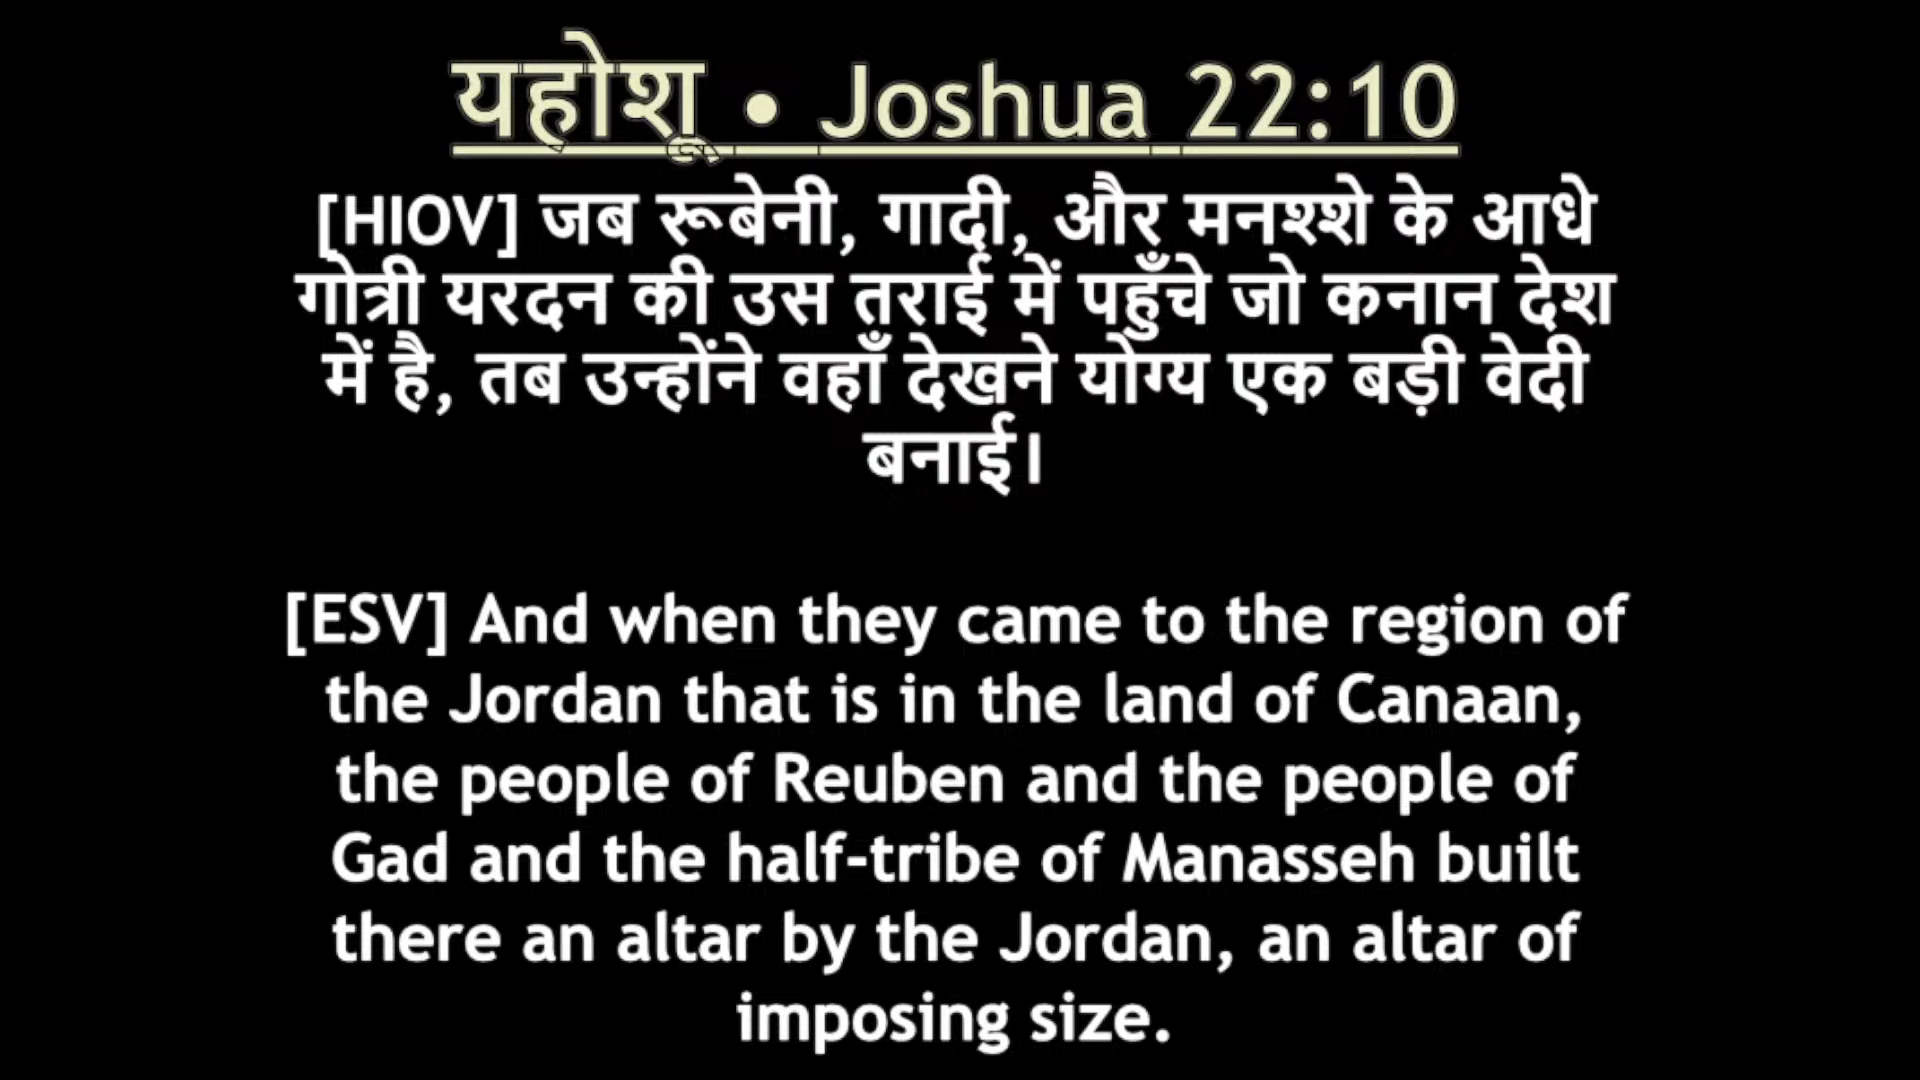 यहोशू • Joshua 22:10
[HIOV] जब रूबेनी, गादी, और मनश्शे के आधे
गोत्री यरदन की उस तराई में पहुँचे जो कनान देश
में है, तब उन्होंने वहाँ देखने योग्य एक बड़ी वेदी
बनाई।
[ESV] And when they came to the region of
the Jordan that is in the land of Canaan,
the people of Reuben and the people of
Gad and the half-tribe of Manasseh built
there an altar by the Jordan, an altar of
imposing size.